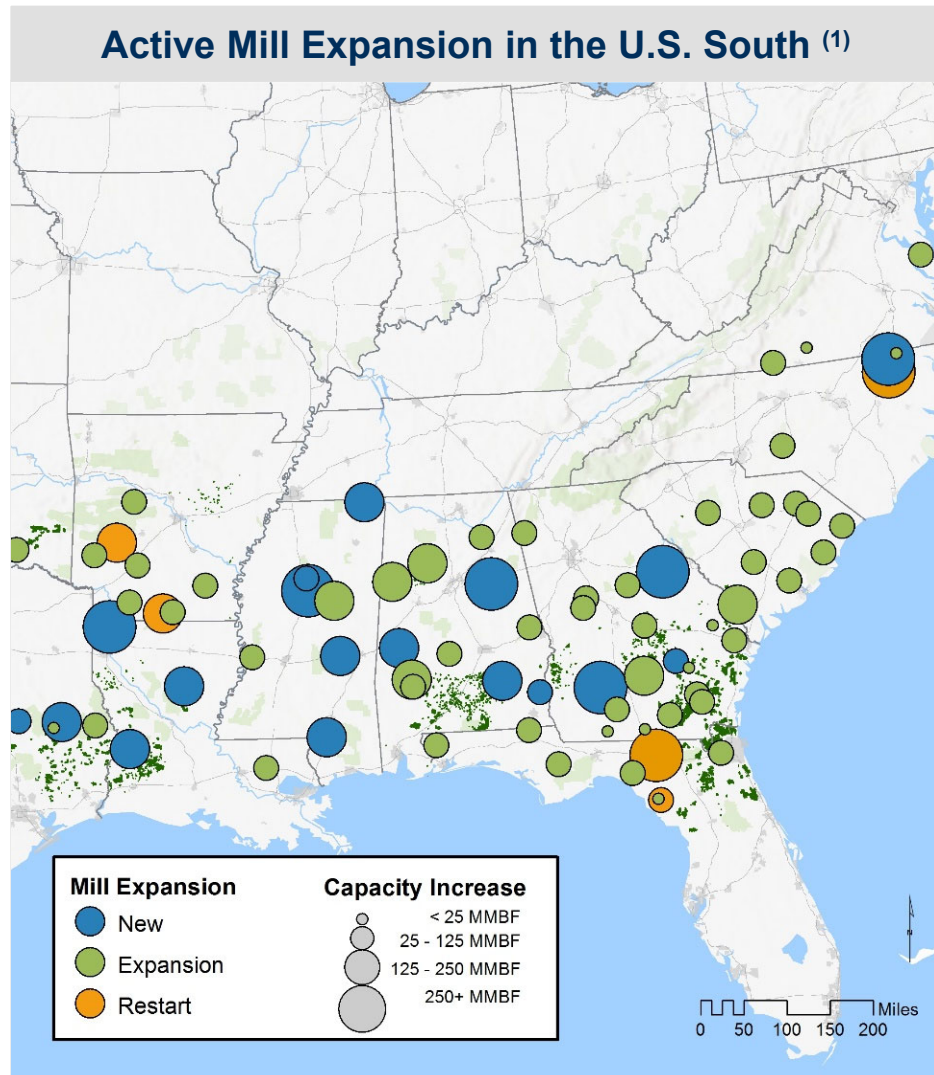 Active Mill Expansion in the U.S. South (1)
Mill Expansion
New
Expansion
Restart
Capacity Increase
< 25 MMBF
25 - 125 MMBF
125 - 250 MMBF
250+ MMBF
Miles
0 50 100 150 200